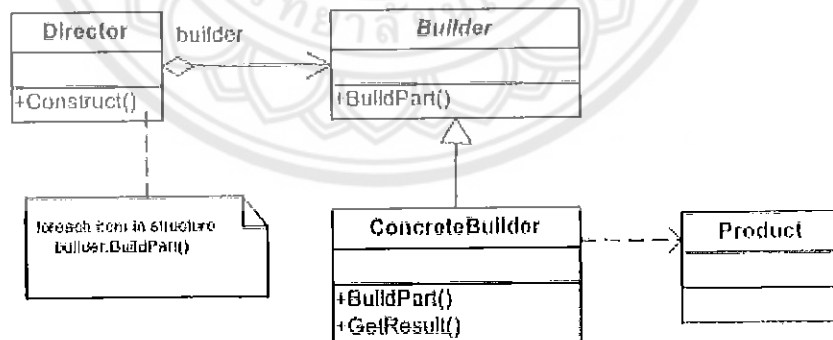 Director
builder
Builder
+Construct()
+BuildPart()
foreach item in structure
builder.BuildPart()
ConcreteBuilder
Product
+BuildPart()
+GetResult()